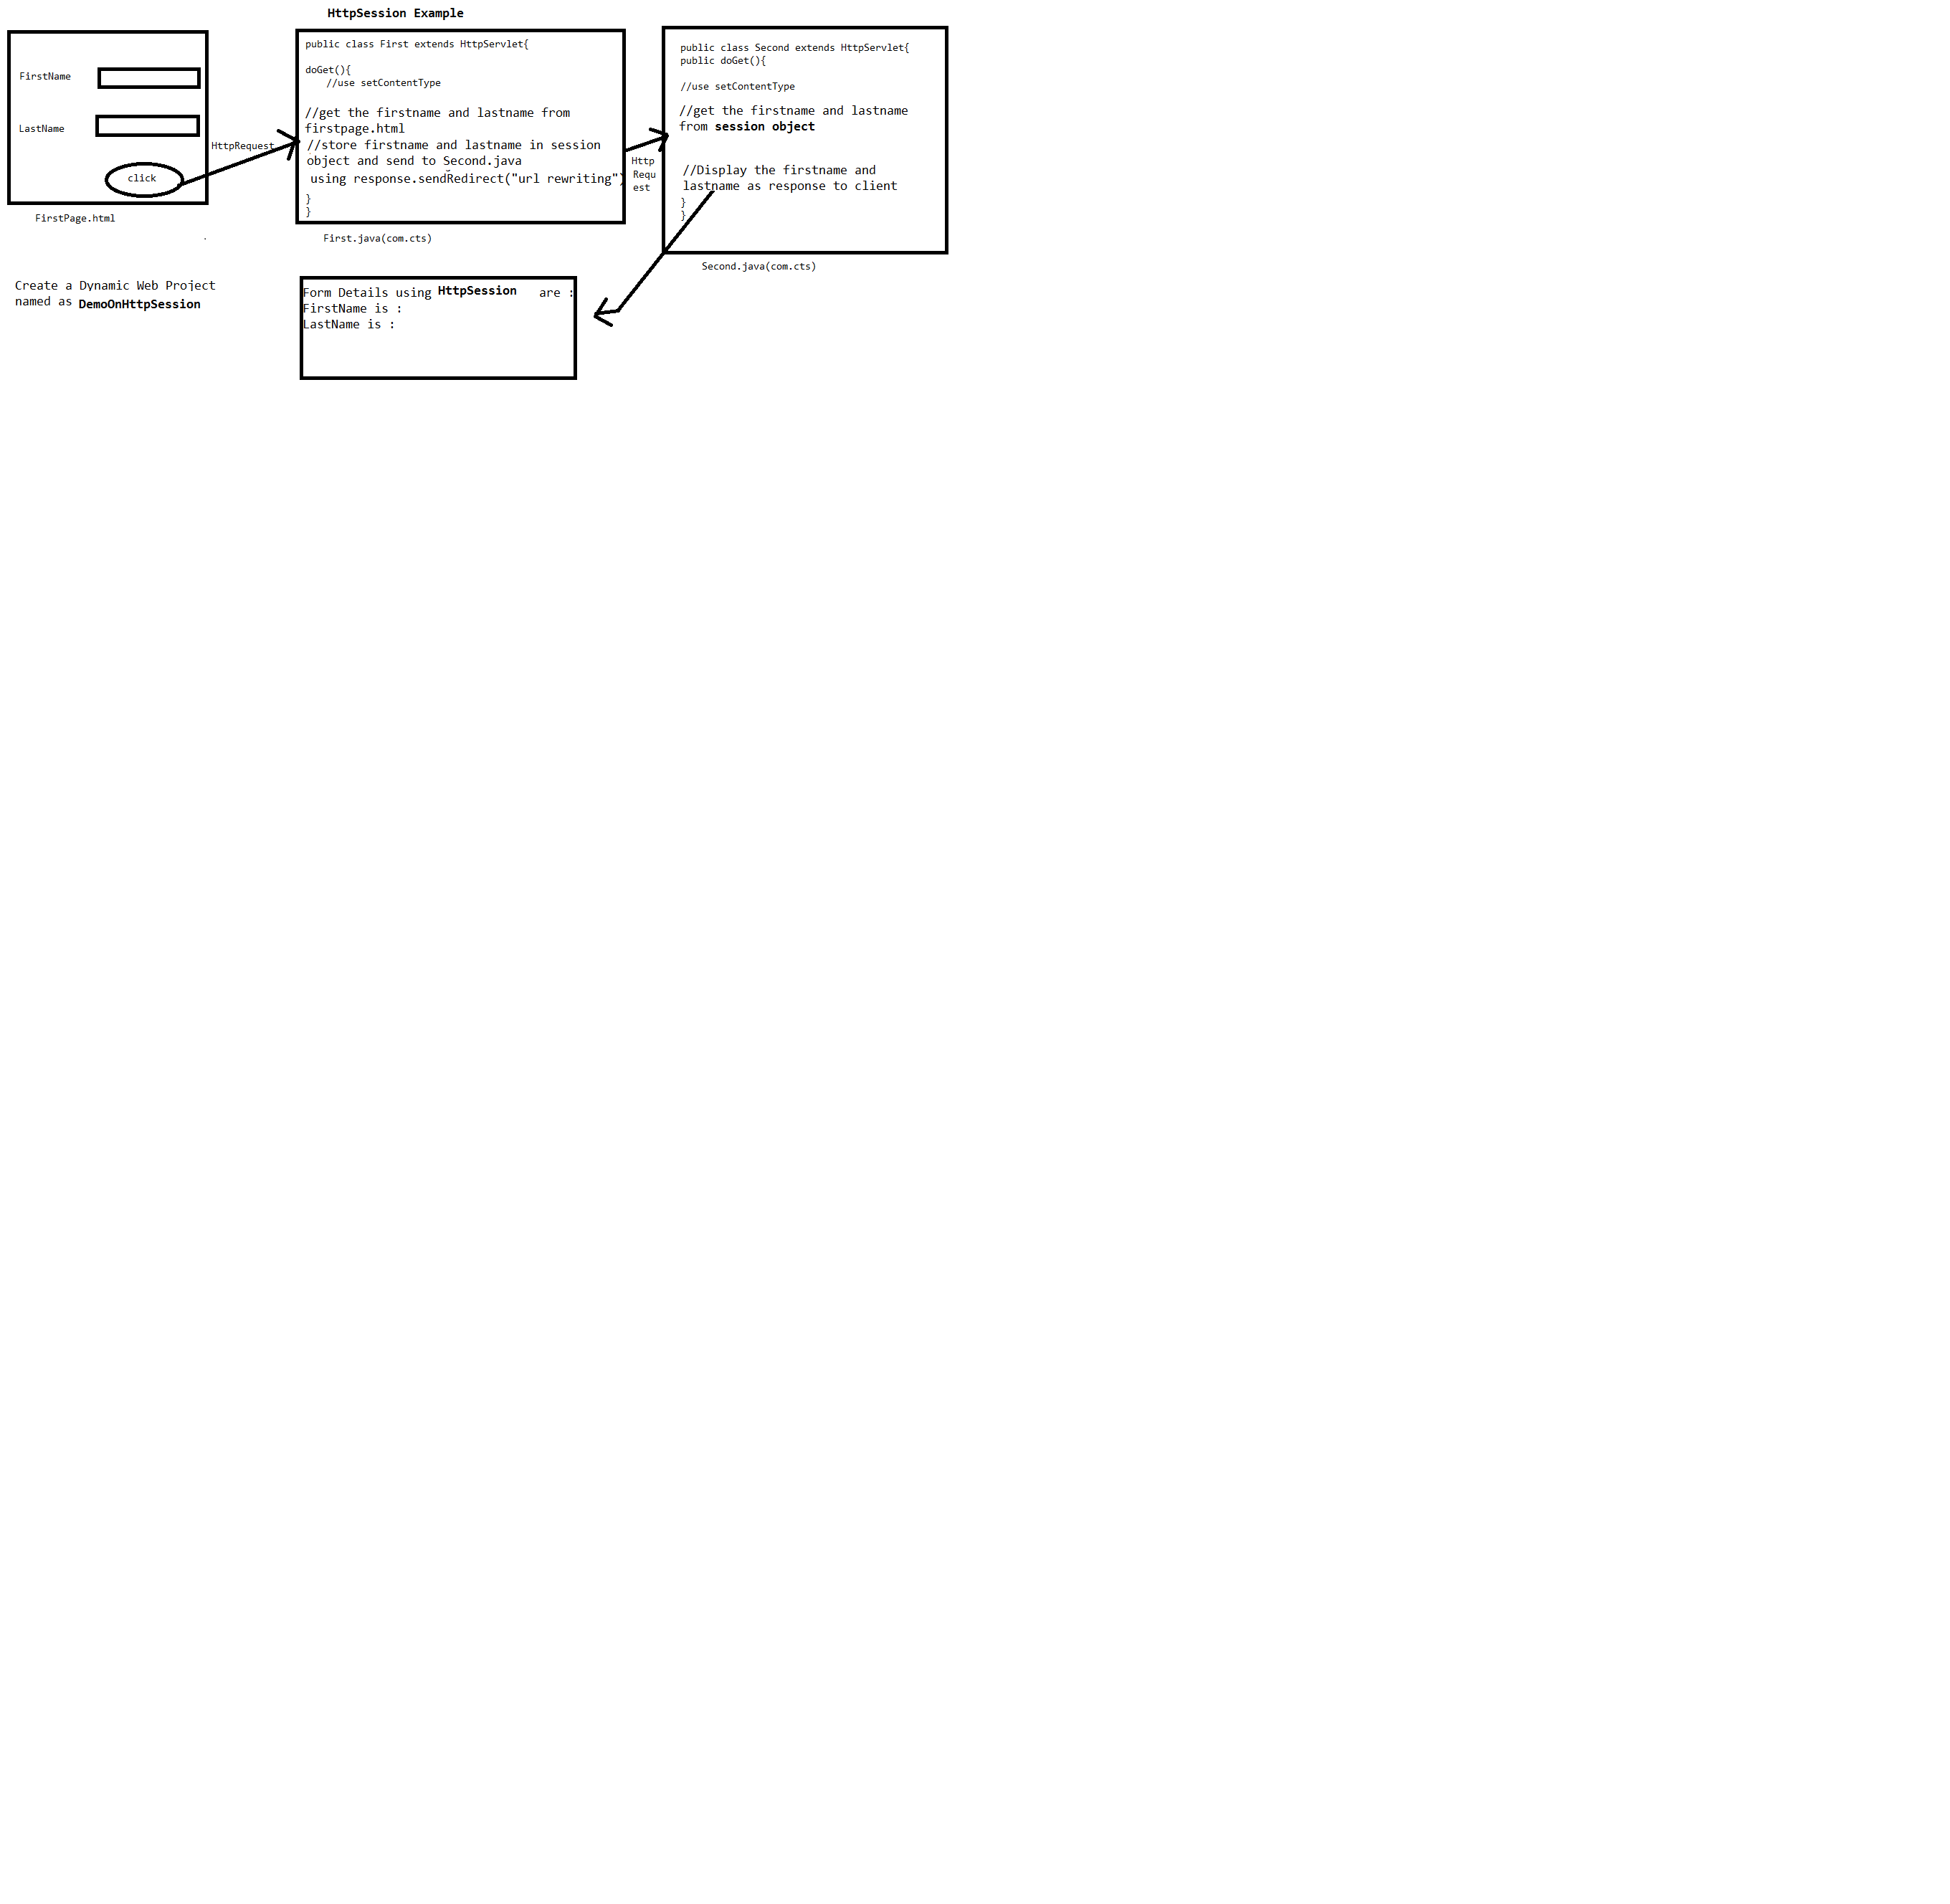 HttpSession Example
FirstName
LastName
click
FirstPage.html
HttpRequest
public class First extends HttpServlet{
doGet(){
//use setContentType
//get the firstname and lastname from
firstpage.html
//store firstname and lastname in session
object and send to Second.java
using response.sendRedirect("url rewriting")
}
}
First.java(com.cts)
Http
Requ
est
public class Second extends HttpServlet{
public doGet(){
//use setContentType
//get the firstname and lastname
from session object
//Display the firstname and
lastname as response to client
}
}
Second.java(com.cts)
Create a Dynamic Web Project
named as DemoOnHttpSession
Form Details using HttpSession are :
FirstName is :
LastName is :